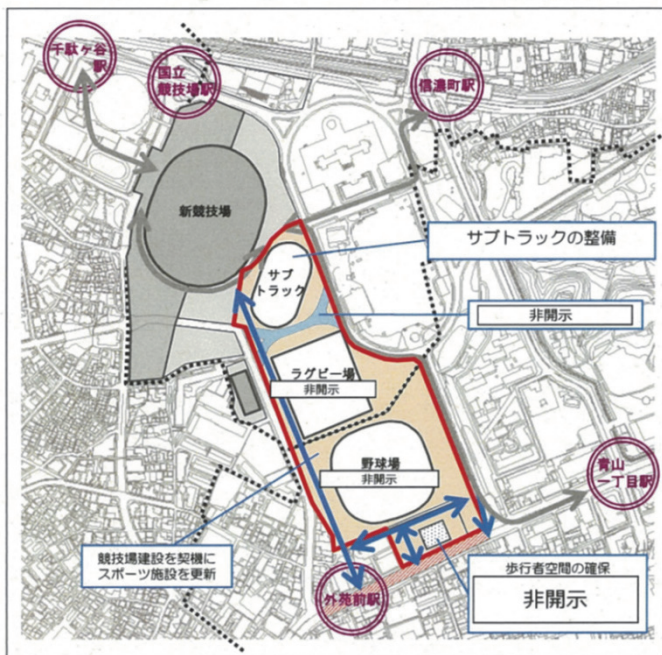 千駄ヶ谷
駅
国立
競技場駅
信濃町駅
新競技場
サブトラックの整備
サブ
トラック
非開示
ラグビー場
非開示
野球場
非開示
青山
一丁目駅
競技場建設を契機に
スポーツ施設を更新
外苑前駅
歩行者空間の確保
非開示